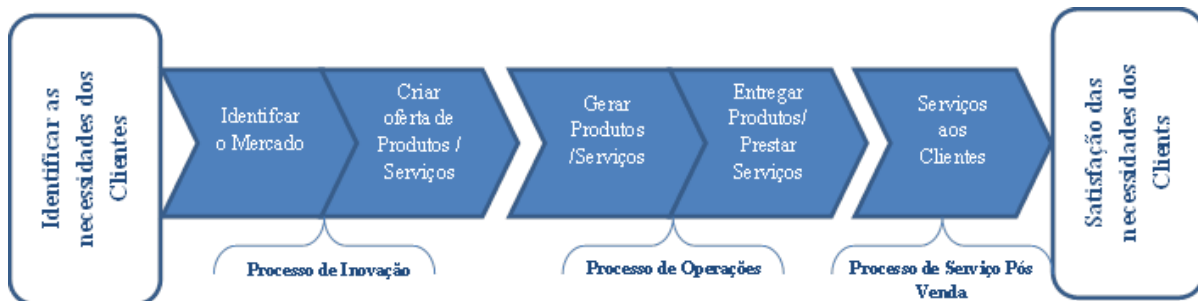 Identificar as
necessidades dos
Clientes
Identifcar
o Mercado
Criar
oferta de
Produtos /
Serviços
Gerar
Produtos
/Serviços
Entregar
Produtos/
Prestar
Serviços
Serviços
aos
Clientes
Satisfação das
necessidades dos
Clients
Processo de Inovação
Processo de Operações
Processo de Serviço Pós
Venda